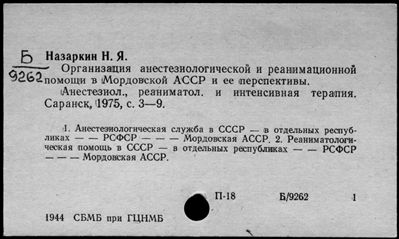 Б Назаркин Н. Я.
9262 Организация анестезиологической и реанимационной
помощи в Мордовской АССР и ее перспективы.
Анестезиол., реаниматол. и интенсивная терапия.
Саранск, 1975, с. 3—9.
1. Анестезиологическая служба в СССР — в отдельных респуб-
ликах — — РСФСР — — — Мордовская АССР. 2. Реаниматологи-
ческая помощь в СССР — в отдельных республиках — — РСФСР
— — — Мордовская АССР.
П-18 Б/9262 1
1944 СБМБ при ГЦНМБ